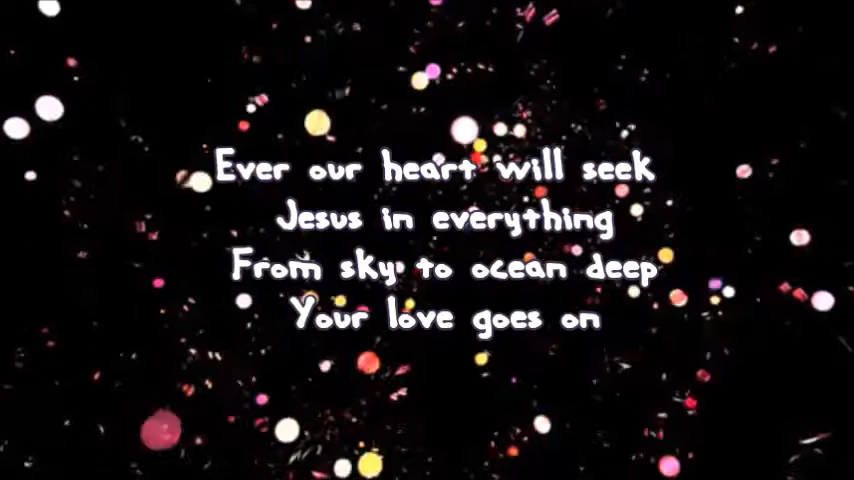 Ever our heart will seek
Jesus in everything
From sky to ocean deep
Your love goes on